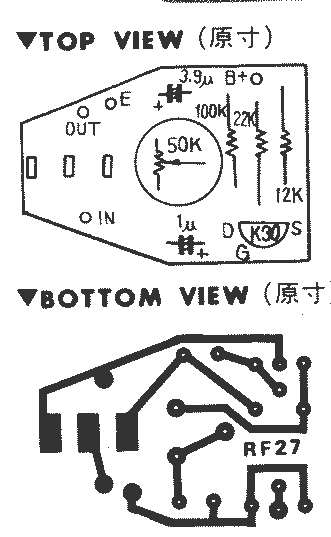 ▼TOP VIEW (原寸)
3.9μ B+
E
100K 22K
OUT
50K
12K
IN
1μ
D K30 S
G
▼BOTTOM VIEW (原寸
RF27